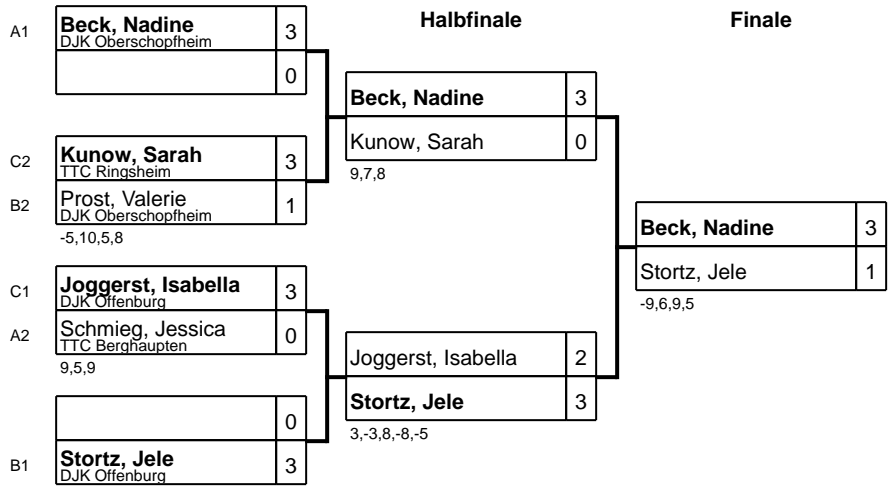 Halbfinale
Finale
A1
Beck, Nadine
3
DJK Oberschopfheim
0
C2
Kunow, Sarah
3
TTC Ringsheim
B2
Prost, Valerie
1
DJK Oberschopfheim
-5,10,5,8
C1
Joggerst, Isabella
3
DJK Offenburg
A2
Schmieg, Jessica
0
TTC Berghaupten
9,5,9
0
B1
Stortz, Jele
3
DJK Offenburg
Beck, Nadine
3
Kunow, Sarah
0
9,7,8
Joggerst, Isabella
2
Stortz, Jele
3
3,-3,8,-8,-5
Beck, Nadine
3
Stortz, Jele
1
-9,6,9,5